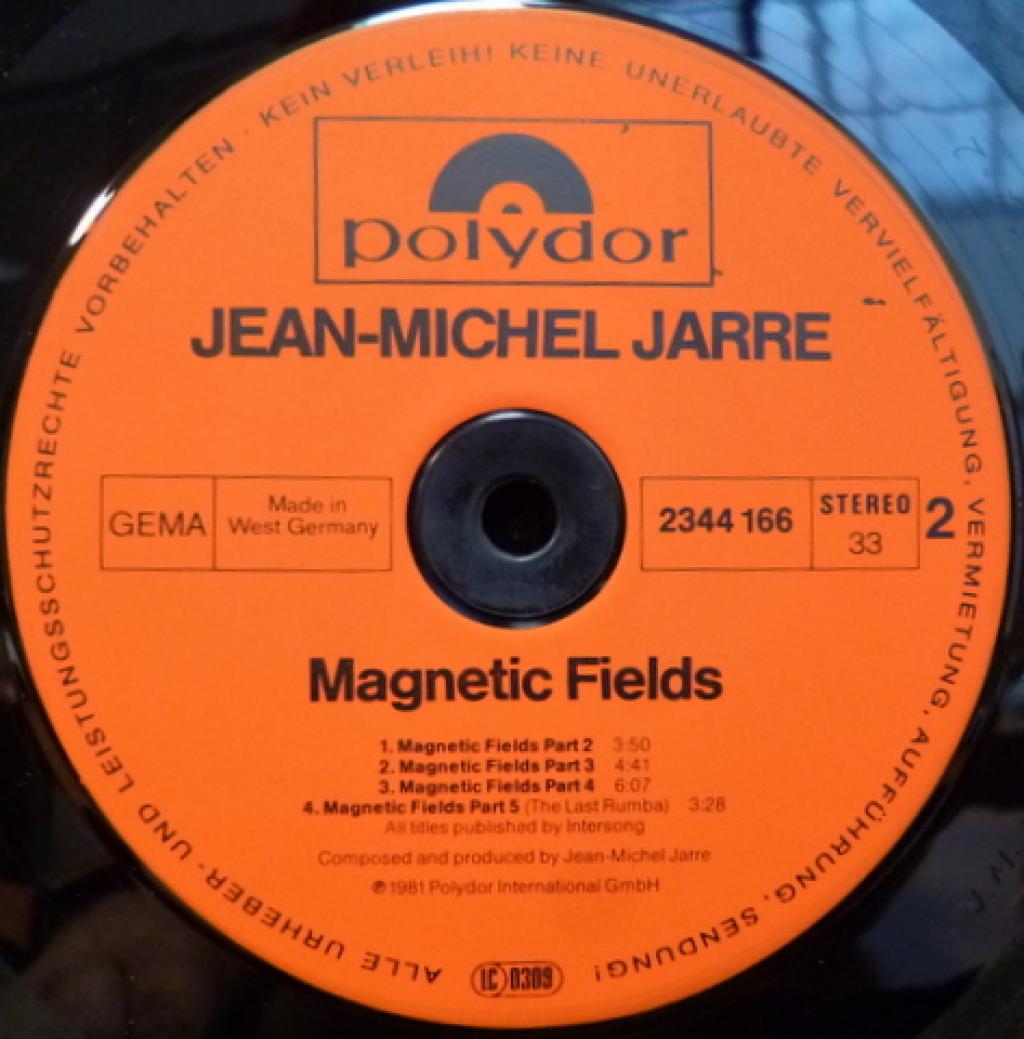 ALLE URHEBER- UND LEISTUNGSSCHUTZRECHTE VORBEHALTEN · KEIN VERLEIH! KEINE UNERLAUBTE VERVIELFÄLTIGUNG, VERMIETUNG, AUFFÜHRUNG, SENDUNG!
polydor
JEAN-MICHEL JARRE
GEMA
Made in
West Germany
2344 166
STEREO
33
2
Magnetic Fields
1. Magnetic Fields Part 2 3:50
2. Magnetic Fields Part 3 4:41
3. Magnetic Fields Part 4 6:07
4. Magnetic Fields Part 5 (The Last Rumba) 3:28
All titles published by Intersong
Composed and produced by Jean-Michel Jarre
℗ 1981 Polydor International GmbH
LC 0309